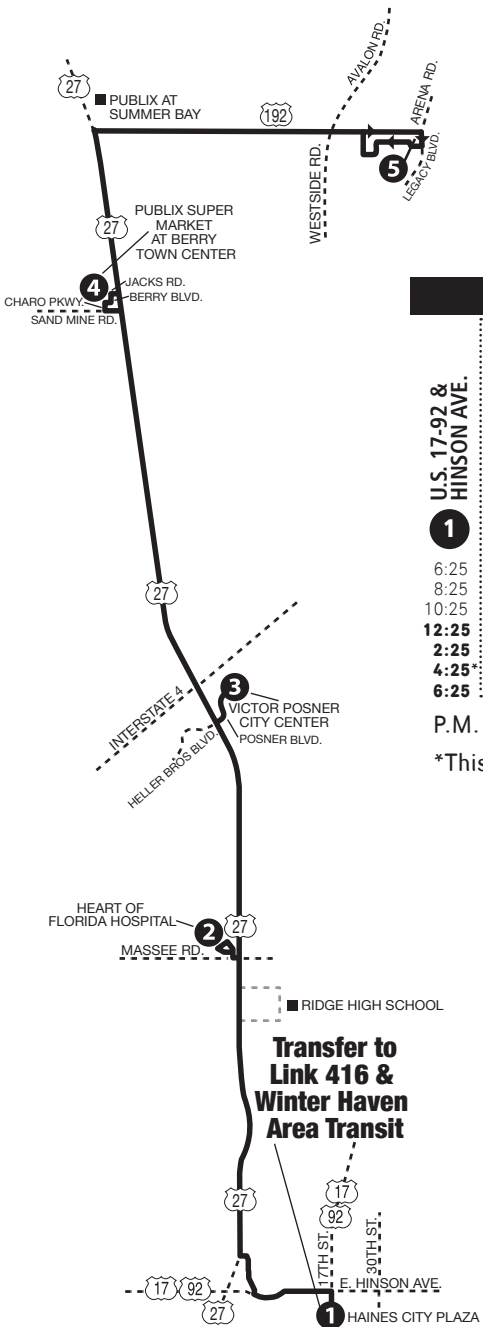 27
PUBLIX AT
SUMMER BAY
192
AVALON RD.
ARENA RD.
WESTSIDE RD.
5
LEGACY BLVD.
27
PUBLIX SUPER
MARKET
AT BERRY
TOWN CENTER
4
JACKS RD.
BERRY BLVD.
CHARO PKWY.
SAND MINE RD.
U.S. 17-92 &
HINSON AVE.
1
6:25
8:25
10:25
12:25
2:25
4:25*
6:25
P.M.
*This
27
INTERSTATE 4
3
VICTOR POSNER
CITY CENTER
POSNER BLVD.
HELLER BROS BLVD.
HEART OF
FLORIDA HOSPITAL
2
27
MASSEE RD.
RIDGE HIGH SCHOOL
Transfer to
Link 416 &
Winter Haven
Area Transit
27
17
92
17TH ST.
30TH ST.
E. HINSON AVE.
17 92
27
1
HAINES CITY PLAZA